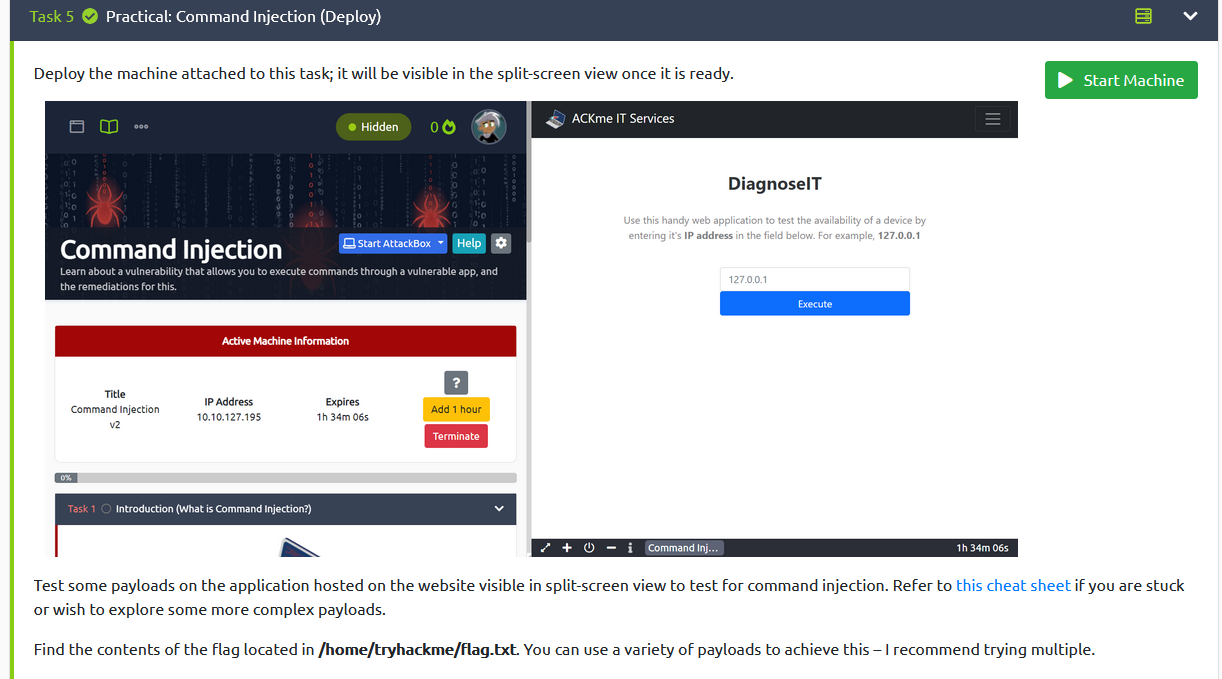 Task 5 Practical: Command Injection (Deploy)
Deploy the machine attached to this task; it will be visible in the split-screen view once it is ready.
Start Machine
Hidden
0
Command Injection
Start AttackBox
Help
Learn about a vulnerability that allows you to execute commands through a vulnerable app, and
the remediations for this.
Active Machine Information
Title
Command Injection
v2
IP Address
10.10.127.195
Expires
1h 34m 06s
?
Add 1 hour
Terminate
0%
Task 1 Introduction (What is Command Injection?)
ACKme IT Services
DiagnoseIT
Use this handy web application to test the availability of a device by
entering it's IP address in the field below. For example, 127.0.0.1
127.0.0.1
Execute
Command Inj...
1h 34m 06s
Test some payloads on the application hosted on the website visible in split-screen view to test for command injection. Refer to this cheat sheet if you are stuck
or wish to explore some more complex payloads.
Find the contents of the flag located in /home/tryhackme/flag.txt. You can use a variety of payloads to achieve this – I recommend trying multiple.